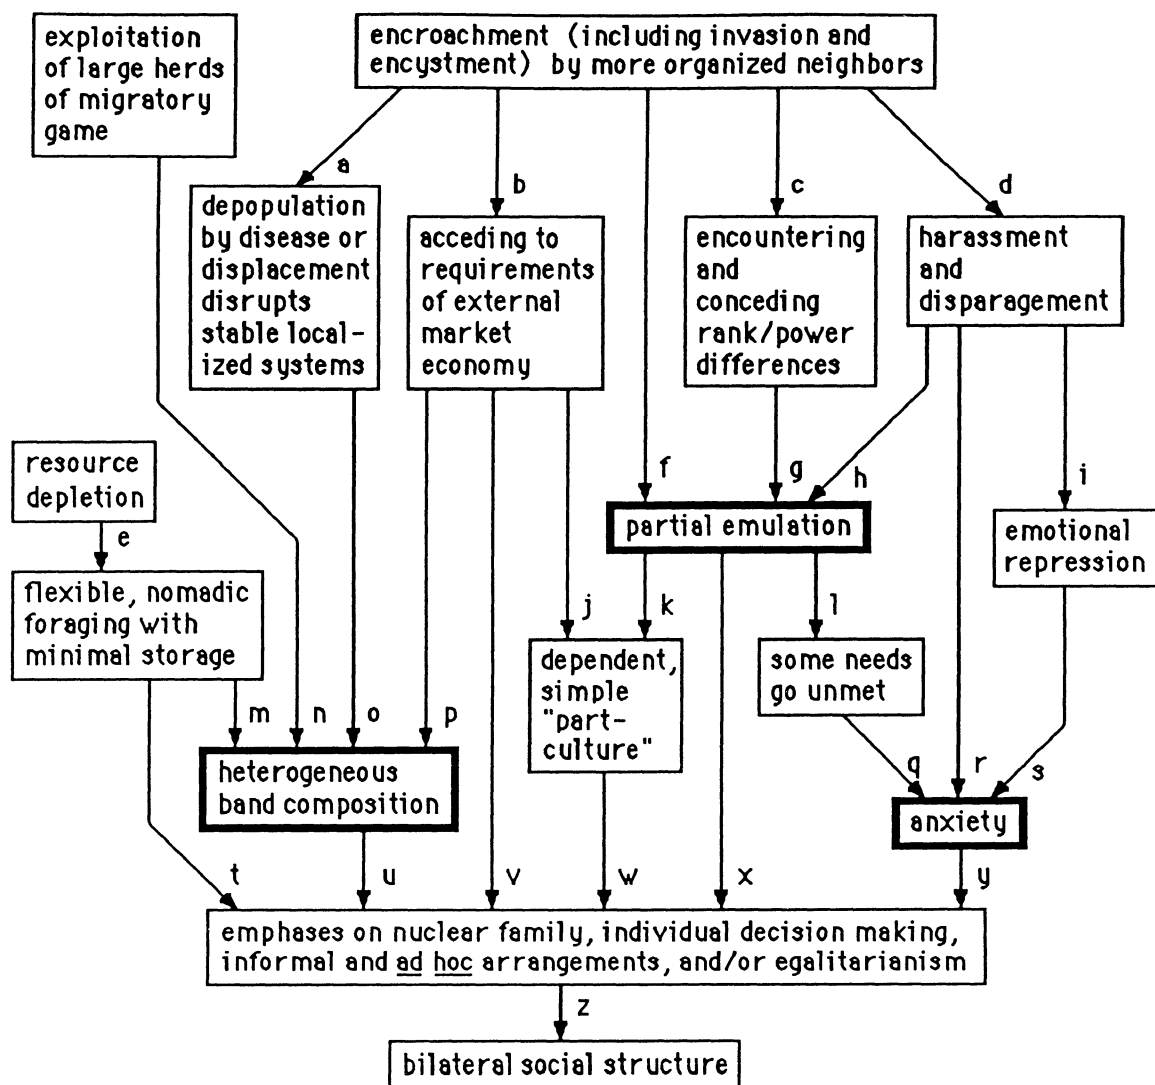 exploitation
of large herds
of migratory
game
encroachment (including invasion and
encystment) by more organized neighbors
a
b
c
d
depopulation
by disease or
displacement
disrupts
stable local-
ized systems
acceding to
requirements
of external
market
economy
encountering
and
conceding
rank/power
differences
harassment
and
disparagement
resource
depletion
e
f
g
h
i
partial emulation
emotional
repression
flexible, nomadic
foraging with
minimal storage
j
k
l
dependent,
simple
"part-
culture"
some needs
go unmet
m
n
o
p
heterogeneous
band composition
q
r
s
anxiety
t
u
v
w
x
y
emphases on nuclear family, individual decision making,
informal and ad hoc arrangements, and/or egalitarianism
z
bilateral social structure